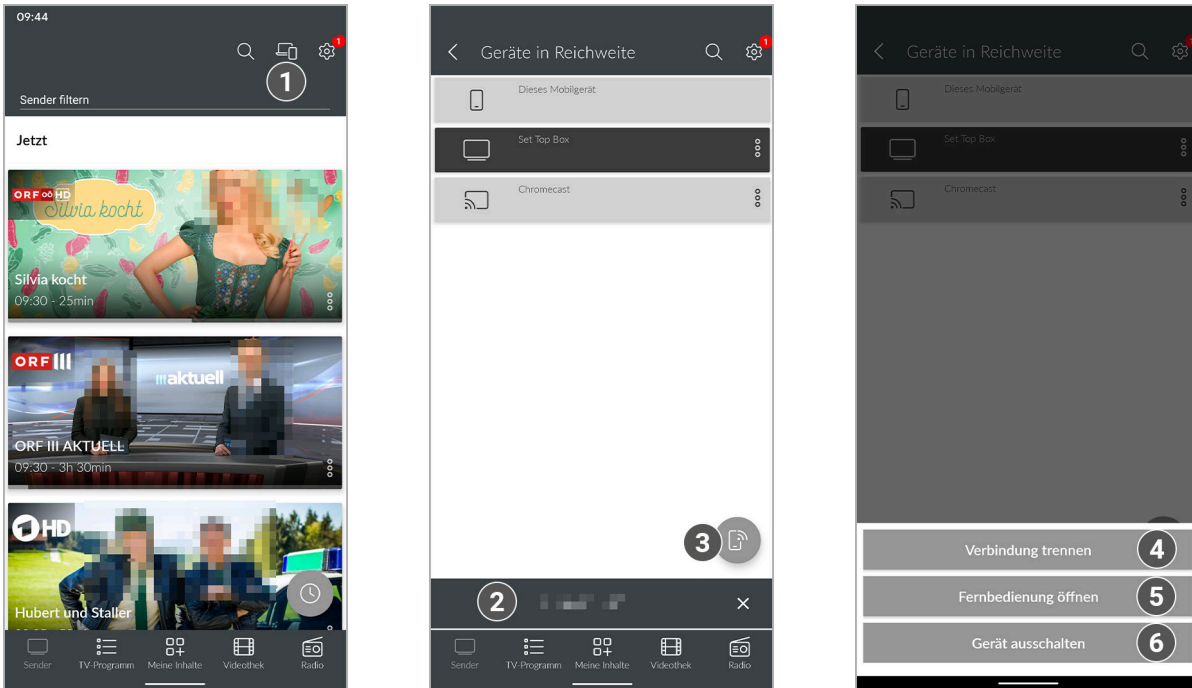 09:44
1
1
Sender filtern
Jetzt
ORF oö HD
Silvia kocht
Silvia kocht
09:30 - 25min
ORF III
III aktuell
ORF III AKTUELL
09:30 - 3h 30min
1 HD
Hubert und Staller
Sender TV-Programm Meine Inhalte Videothek Radio
Geräte in Reichweite
1
Dieses Mobilgerät
Set Top Box
Chromecast
3
2
Sender TV-Programm Meine Inhalte Videothek Radio
Geräte in Reichweite
Dieses Mobilgerät
Set Top Box
Chromecast
Verbindung trennen 4
Fernbedienung öffnen 5
Gerät ausschalten 6